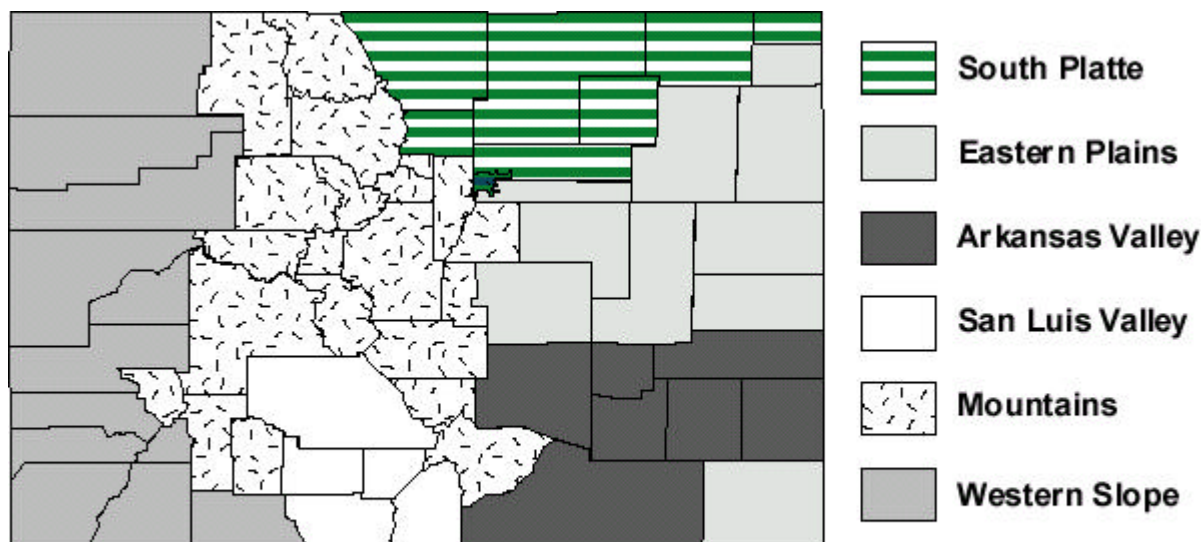 South Platte
Eastern Plains
Arkansas Valley
San Luis Valley
Mountains
Western Slope